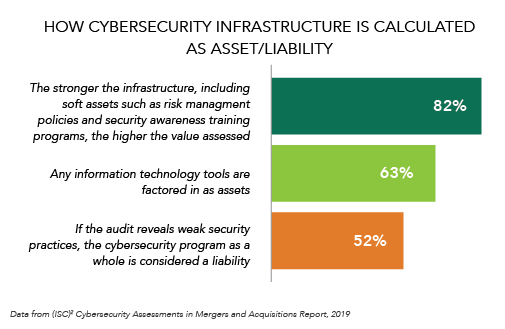 HOW CYBERSECURITY INFRASTRUCTURE IS CALCULATED
AS ASSET/LIABILITY
The stronger the infrastructure, including
soft assets such as risk managment
policies and security awareness training
programs, the higher the value assessed
82%
Any information technology tools are
factored in as assets
63%
If the audit reveals weak security
practices, the cybersecurity program as a
whole is considered a liability
52%
Data from (ISC)² Cybersecurity Assessments in Mergers and Acquisitions Report, 2019